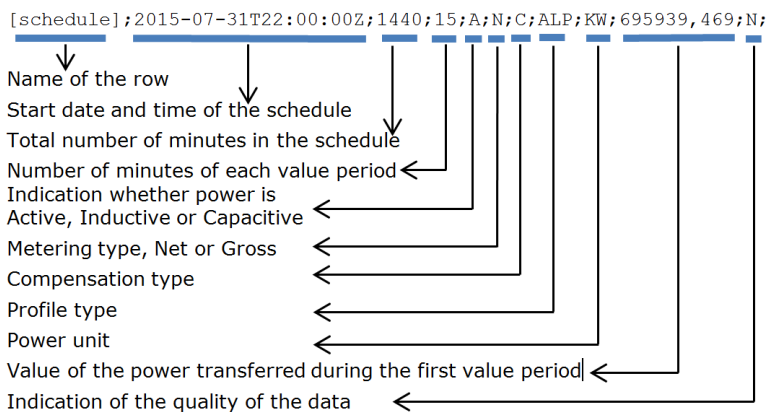 [schedule];2015-07-31T22:00:00Z;1440;15;A;N;C;ALP;KW;695939,469;N;
Name of the row
Start date and time of the schedule
Total number of minutes in the schedule
Number of minutes of each value period
Indication whether power is
Active, Inductive or Capacitive
Metering type, Net or Gross
Compensation type
Profile type
Power unit
Value of the power transferred during the first value period
Indication of the quality of the data